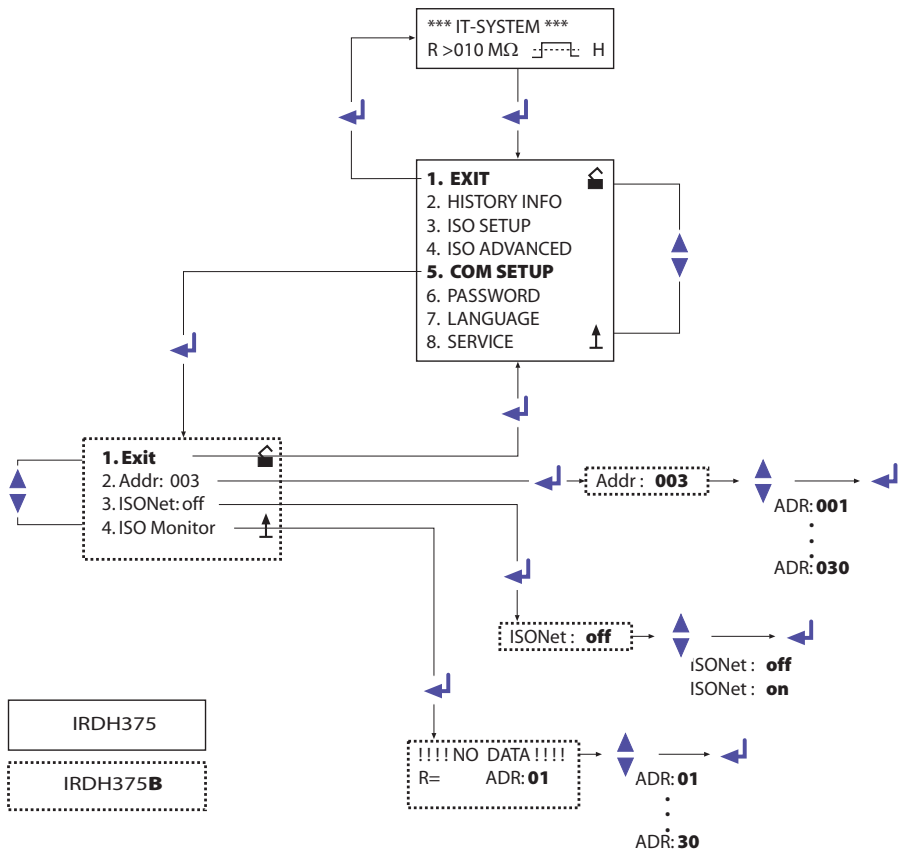 *** IT-SYSTEM ***
R >010 MΩ H
1. EXIT
2. HISTORY INFO
3. ISO SETUP
4. ISO ADVANCED
5. COM SETUP
6. PASSWORD
7. LANGUAGE
8. SERVICE
1. Exit
2. Addr: 003
3. ISONet: off
4. ISO Monitor
Addr: 003
ADR: 001
ADR: 030
ISONet: off
ISONet: off
ISONet: on
!!!! NO DATA !!!!
R= ADR: 01
ADR: 01
ADR: 30
IRDH375
IRDH375B